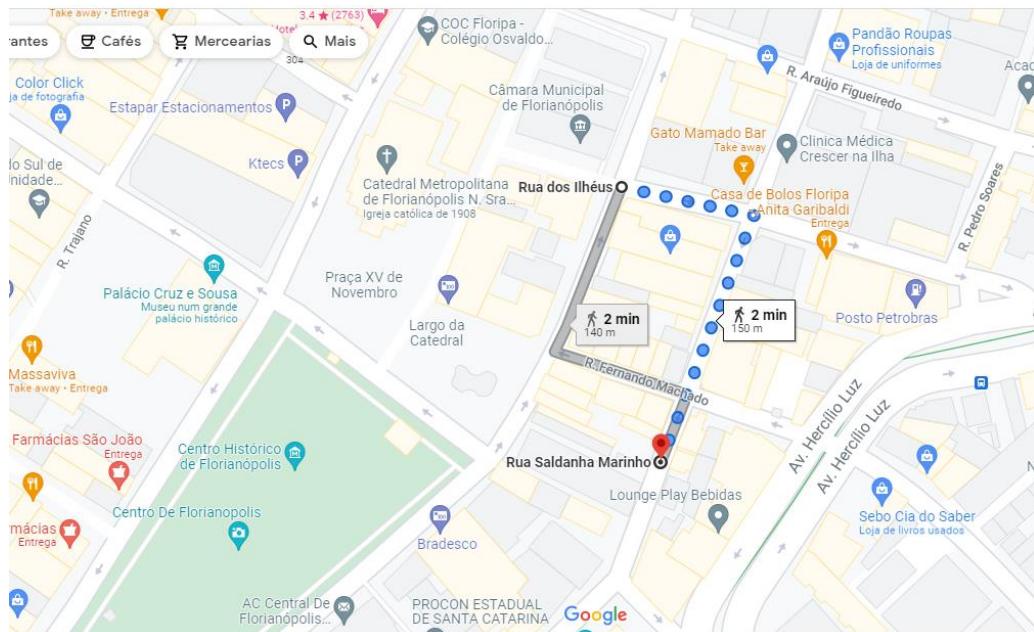 Take away • Entrega
3.4 ★ (2763)
Hotel
rantes
Cafés
Mercearias
Mais
304
COC Floripa -
Colégio Osvaldo...
Pandão Roupas
Profissionais
Loja de uniformes
Acad
Color Click
ja de fotografia
Estapar Estacionamentos
P
Câmara Municipal
de Florianópolis
R. Araújo Figueiredo
Gato Mamado Bar
Take away
Clinica Médica
Crescer na Ilha
Ktecs
P
do Sul de
nidade...
Catedral Metropolitana
de Florianópolis N. Sra...
Igreja católica de 1908
Rua dos Ilhéus
Casa de Bolos Floripa
- Anita Garibaldi
Entrega
R. Pedro Soares
R. Trajano
Praça XV de
Novembro
Palácio Cruz e Sousa
Museu num grande
palácio histórico
Largo da
Catedral
2 min
140 m
2 min
150 m
Posto Petrobras
Massaviva
Take away • Entrega
R. Fernando Machado
Av. Hercílio Luz
Av. Hercílio Luz
Farmácias São João
Entrega
Centro Histórico
de Florianópolis
Rua Saldanha Marinho
Lounge Play Bebidas
Centro De Florianopolis
Sebo Cia do Saber
Loja de livros usados
rmácias
Entrega
Bradesco
AC Central De
Florianópolis...
PROCON ESTADUAL
DE SANTA CATARINA
Google